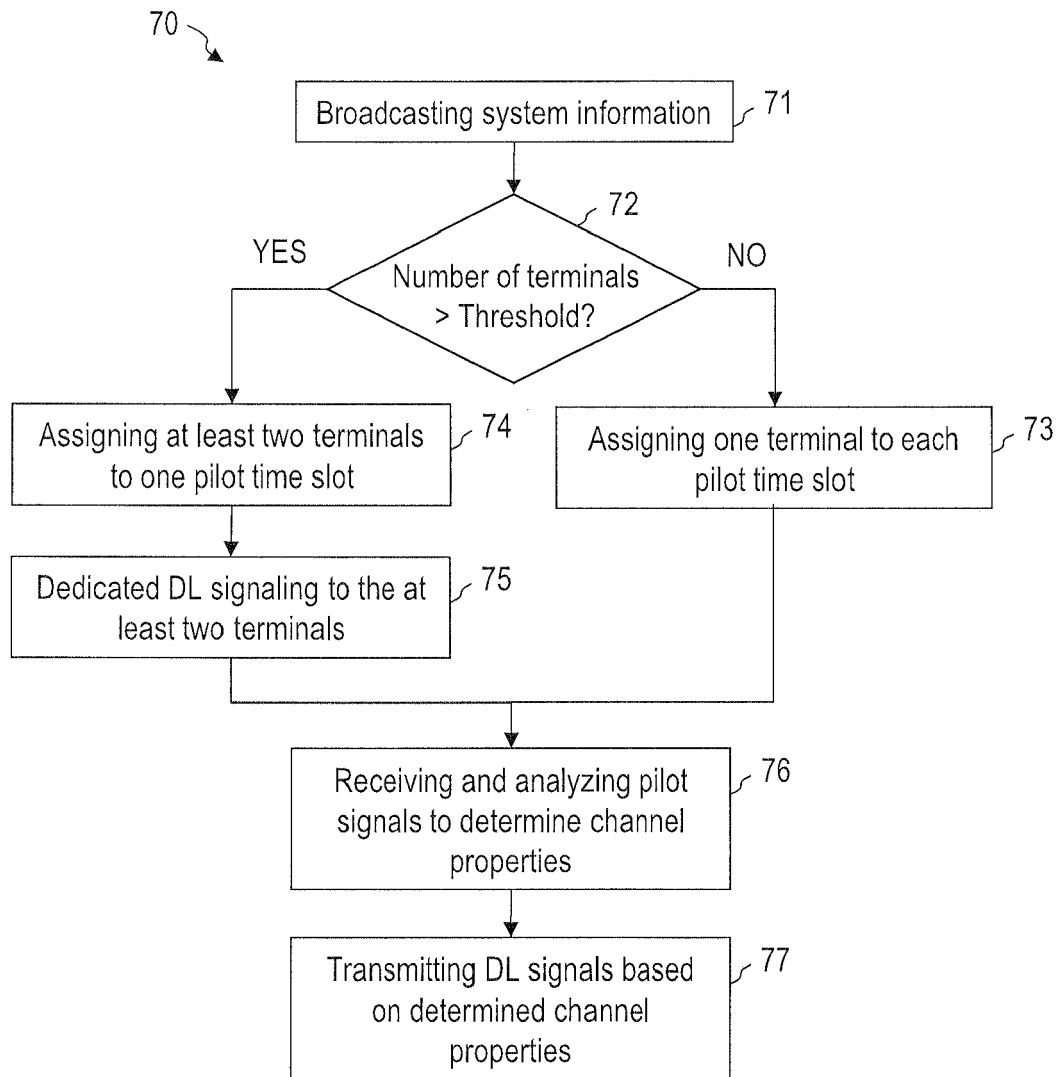 70
Broadcasting system information
71
72
YES
NO
Number of terminals
> Threshold?
Assigning at least two terminals
to one pilot time slot
74
Assigning one terminal to each
pilot time slot
73
Dedicated DL signaling to the at
least two terminals
75
Receiving and analyzing pilot
signals to determine channel
properties
76
Transmitting DL signals based
on determined channel
properties
77